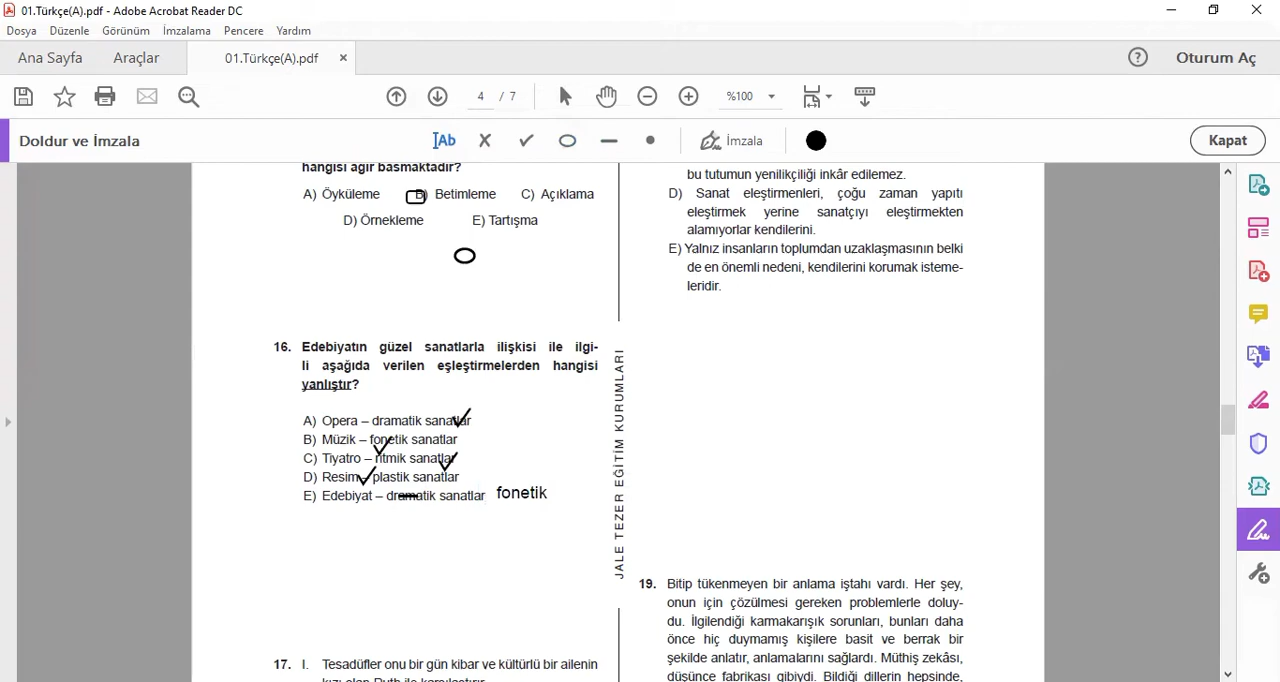 01.Türkçe(A).pdf - Adobe Acrobat Reader DC
Dosya Düzenle Görünüm İmzalama Pencere Yardım
Ana Sayfa Araçlar 01.Türkçe(A).pdf × ? Oturum Aç
4 / 7 %100
Doldur ve İmzala Ab İmzala Kapat
hangisi ağır basmaktadır?
A) Öyküleme B) Betimleme C) Açıklama
D) Örnekleme E) Tartışma
16. Edebiyatın güzel sanatlarla ilişkisi ile ilgi-
li aşağıda verilen eşleştirmelerden hangisi
yanlıştır?
A) Opera – dramatik sanatlar
B) Müzik – fonetik sanatlar
C) Tiyatro – ritmik sanatlar
D) Resim – plastik sanatlar
E) Edebiyat – dramatik sanatlar fonetik
17. I. Tesadüfler onu bir gün kibar ve kültürlü bir ailenin
kızı olan Ruth ile karşılaştırır.
JALE TEZER EĞİTİM KURUMLARI
bu tutumun yenilikçiliği inkâr edilemez.
D) Sanat eleştirmenleri, çoğu zaman yapıtı
eleştirmek yerine sanatçıyı eleştirmekten
alamıyorlar kendilerini.
E) Yalnız insanların toplumdan uzaklaşmasının belki
de en önemli nedeni, kendilerini korumak isteme-
leridir.
19. Bitip tükenmeyen bir anlama iştahı vardı. Her şey,
onun için çözülmesi gereken problemlerle doluy-
du. İlgilendiği karmakarışık sorunları, bunları daha
önce hiç duymamış kişilere basit ve berrak bir
şekilde anlatır, anlamalarını sağlardı. Müthiş zekâsı,
düşünce fabrikası gibiydi. Bildiği dillerin hepsinde,